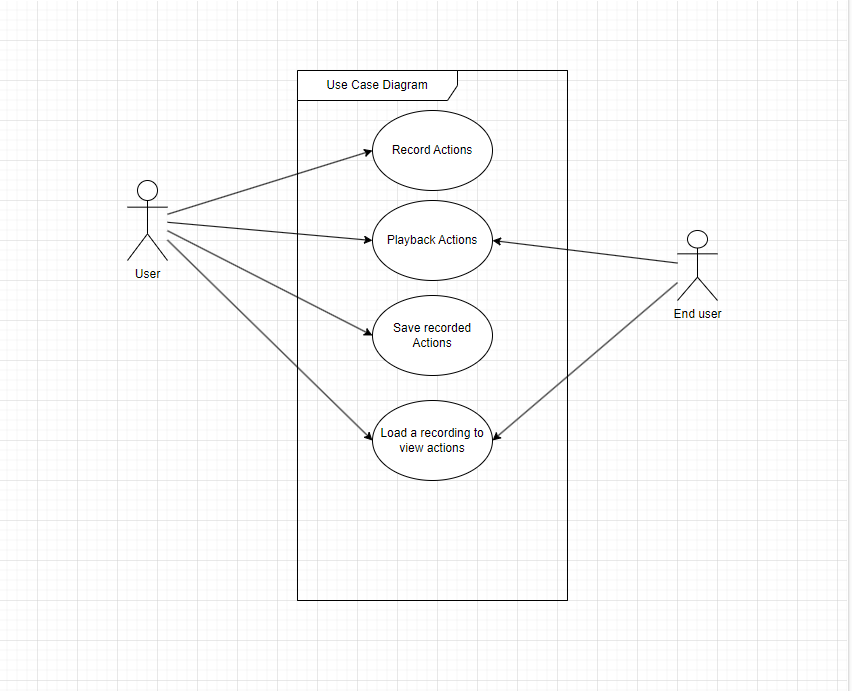 Use Case Diagram
Record Actions
Playback Actions
User
Save recorded
Actions
End user
Load a recording to
view actions